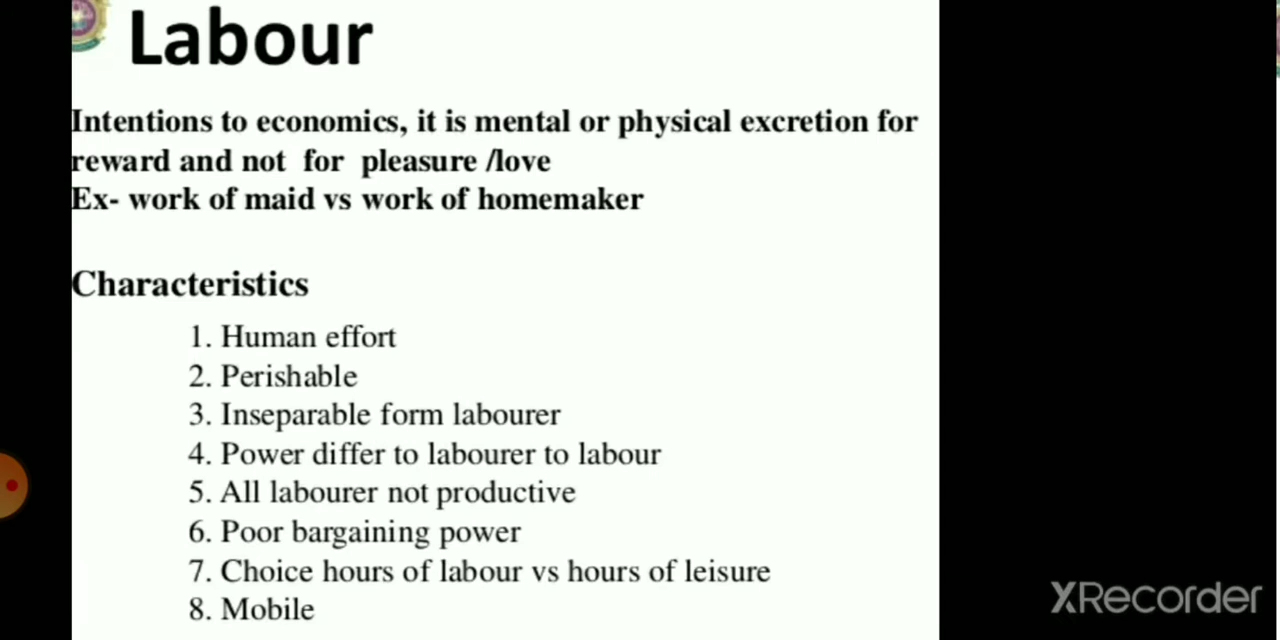 Labour
Intentions to economics, it is mental or physical excretion for
reward and not for pleasure /love
Ex- work of maid vs work of homemaker
Characteristics
1. Human effort
2. Perishable
3. Inseparable form labourer
4. Power differ to labourer to labour
5. All labourer not productive
6. Poor bargaining power
7. Choice hours of labour vs hours of leisure
8. Mobile
XRecorder